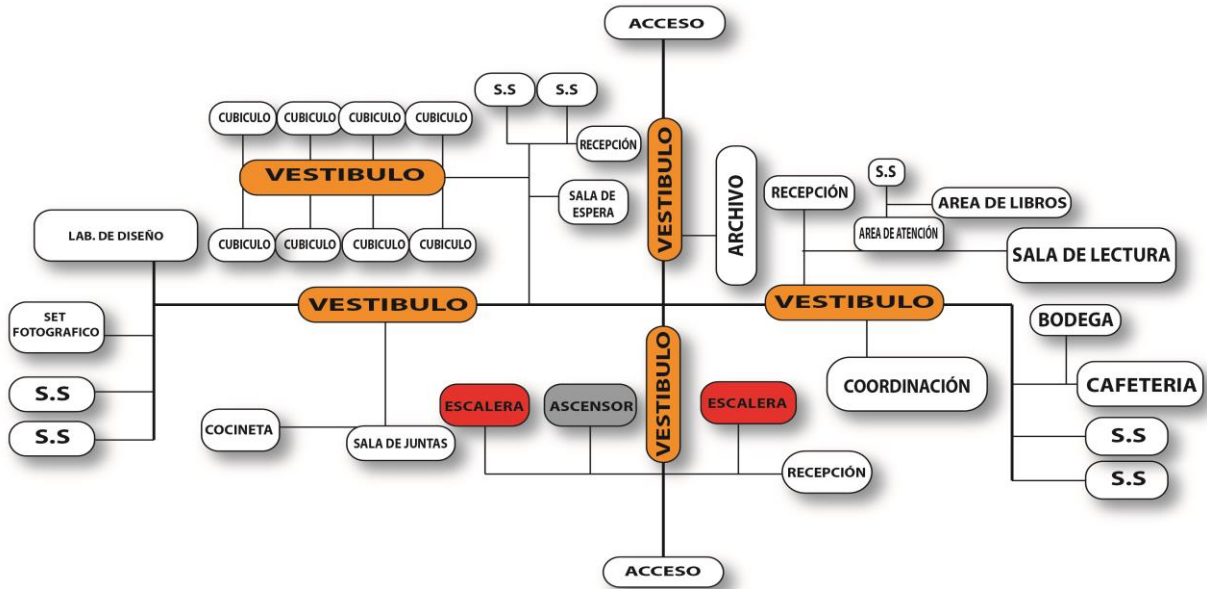 ACCESO
S.S
S.S
CUBICULO
CUBICULO
CUBICULO
CUBICULO
RECEPCIÓN
VESTIBULO
VESTIBULO
ARCHIVO
RECEPCIÓN
S.S
AREA DE LIBROS
SALA DE
ESPERA
AREA DE ATENCIÓN
LAB. DE DISEÑO
CUBICULO
CUBICULO
CUBICULO
CUBICULO
SALA DE LECTURA
VESTIBULO
VESTIBULO
SET
FOTOGRAFICO
BODEGA
VESTIBULO
COORDINACIÓN
CAFETERIA
S.S
ESCALERA
ASCENSOR
ESCALERA
COCINETA
SALA DE JUNTAS
S.S
S.S
RECEPCIÓN
S.S
ACCESO